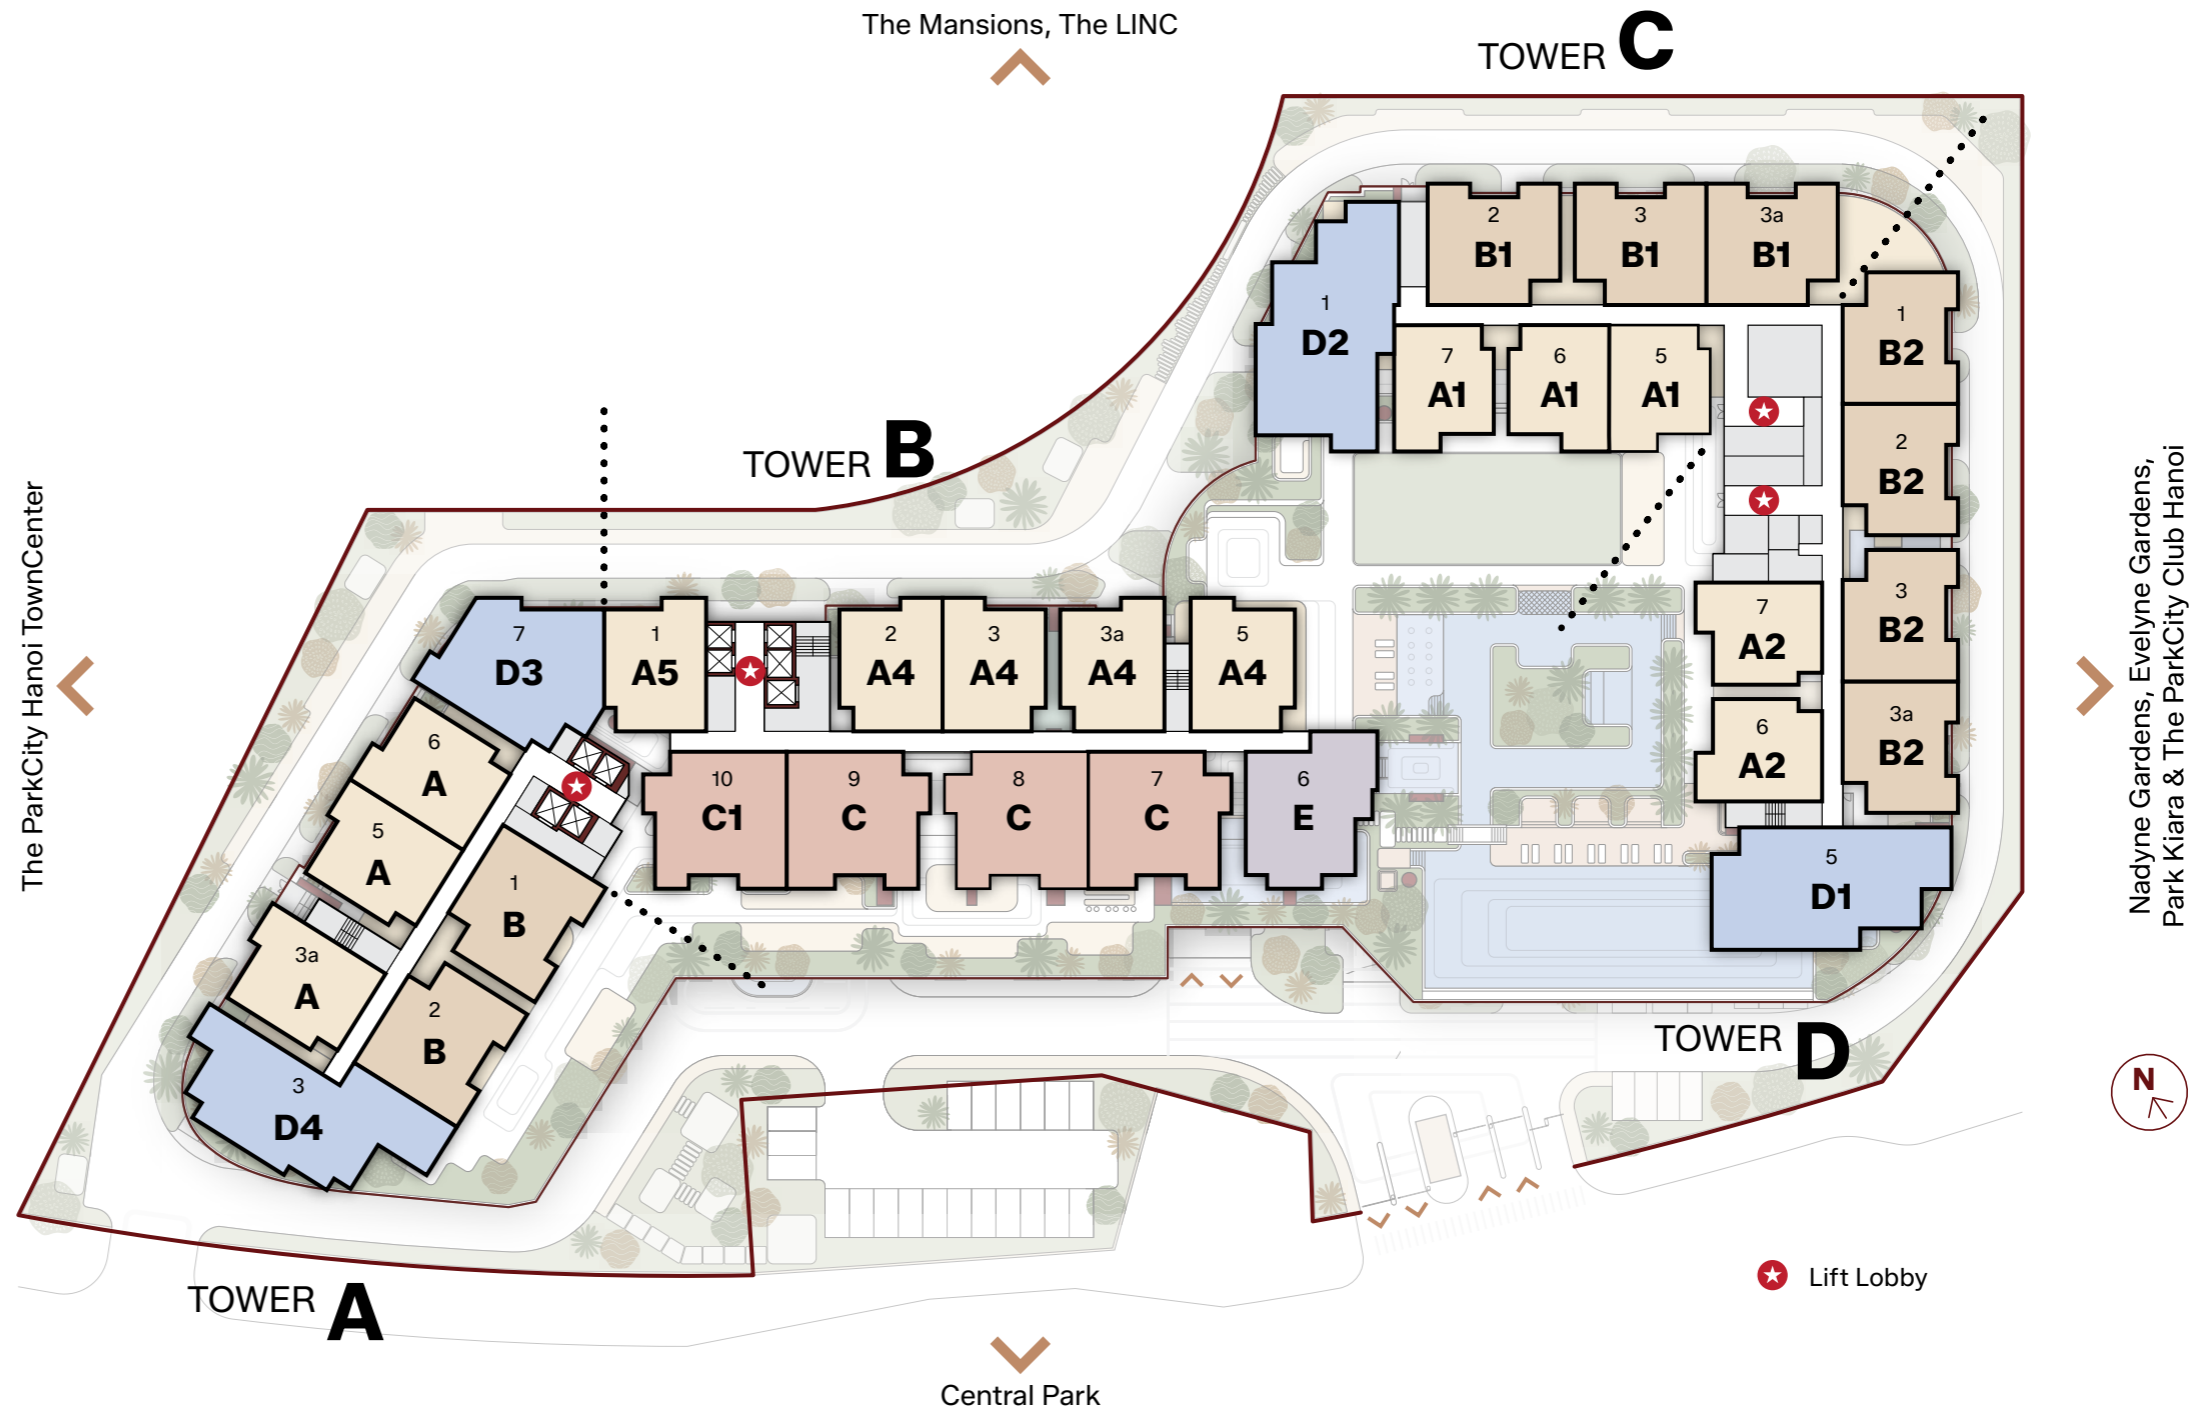 The Mansions, The LINC
TOWER C
2
B1
3
B1
3a
B1
1
D2
7
A1
6
A1
5
A1
1
B2
2
B2
3
B2
3a
B2
7
A2
6
A2
5
D1
TOWER B
7
D3
1
A5
2
A4
3
A4
3a
A4
5
A4
10
C1
9
C
8
C
7
C
6
E
6
A
5
A
3a
A
1
B
2
B
3
D4
TOWER D
TOWER A
The ParkCity Hanoi TownCenter
Nadyne Gardens, Evelyne Gardens,
Park Kiara & The ParkCity Club Hanoi
N
Lift Lobby
Central Park